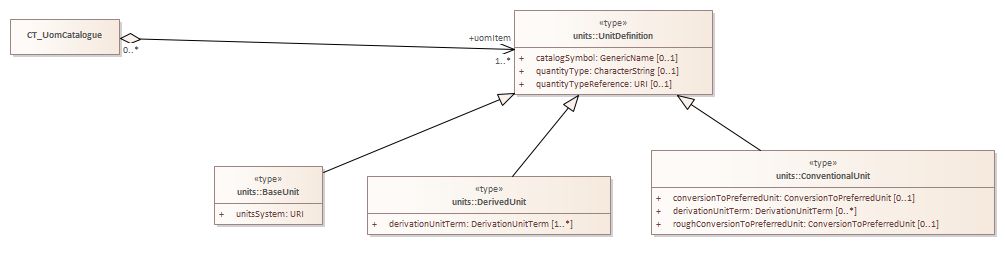 CT_UomCatalogue
0..*
+uomItem
1..*
«type»
units::UnitDefinition
+ catalogSymbol: GenericName [0..1]
+ quantityType: CharacterString [0..1]
+ quantityTypeReference: URI [0..1]
«type»
units::BaseUnit
+ unitsSystem: URI
«type»
units::DerivedUnit
+ derivationUnitTerm: DerivationUnitTerm [1..*]
«type»
units::ConventionalUnit
+ conversionToPreferredUnit: ConversionToPreferredUnit [0..1]
+ derivationUnitTerm: DerivationUnitTerm [0..*]
+ roughConversionToPreferredUnit: ConversionToPreferredUnit [0..1]